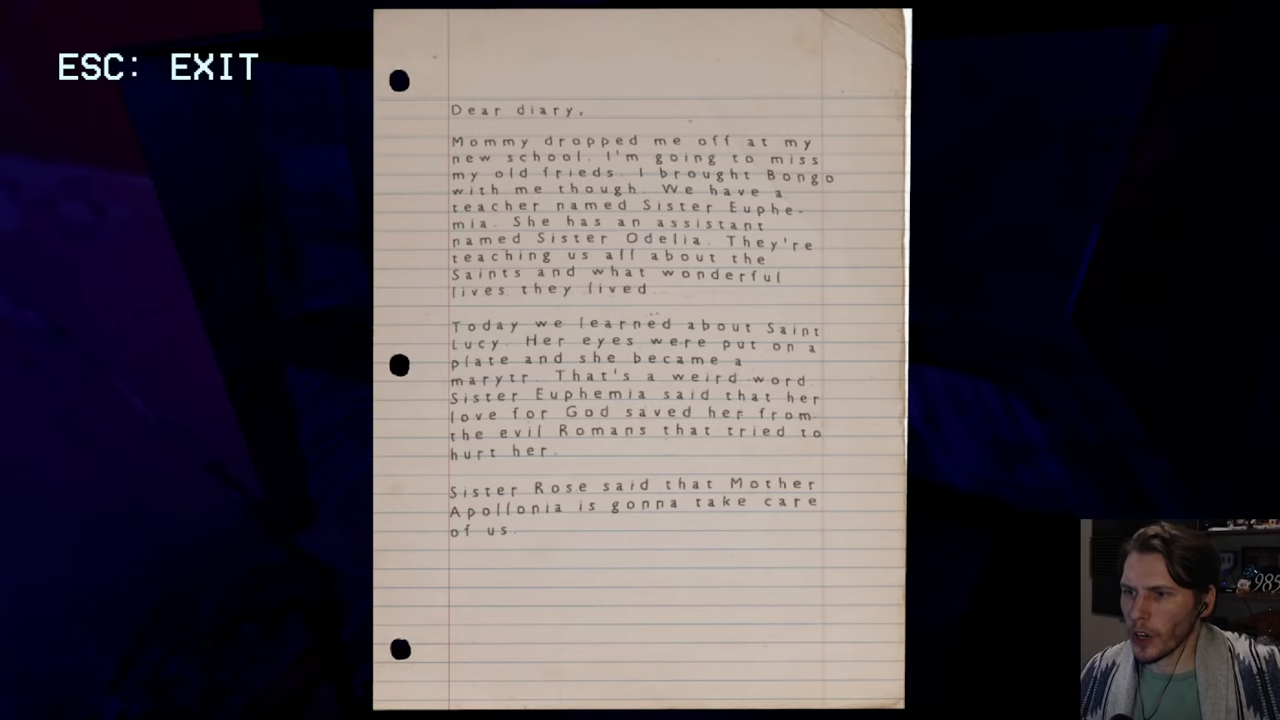 ESC: EXIT
Dear diary,
Mommy dropped me off at my
new school. I'm going to miss
my old frieds. I brought Bongo
with me though. We have a
teacher named Sister Euphe-
mia. She has an assistant
named Sister Odelia. They're
teaching us all about the
Saints and what wonderful
lives they lived.
Today we learned about Saint
Lucy. Her eyes were put on a
plate and she became a
marytr. That's a weird word.
Sister Euphemia said that her
love for God saved her from
the evil Romans that tried to
hurt her.
Sister Rose said that Mother
Apollonia is gonna take care
of us.
985